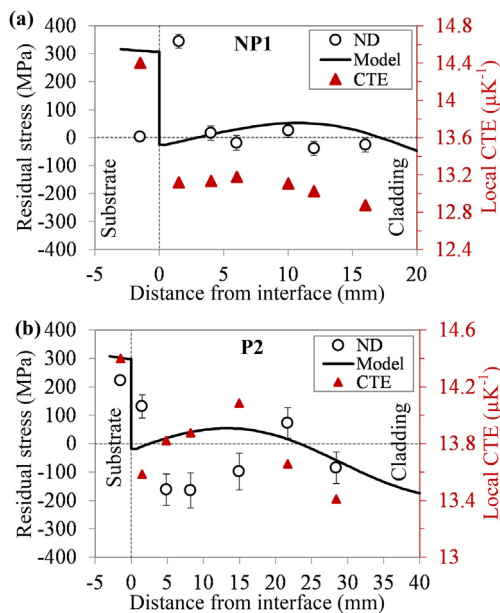 (a)
NP1
ND
Model
CTE
Residual stress (MPa)
400
300
200
100
0
-100
-200
-300
-400
Substrate
Cladding
14.8
14.4
14.0
13.6
13.2
12.8
12.4
Local CTE (µK⁻¹)
-5 0 5 10 15 20
Distance from interface (mm)
(b)
P2
ND
Model
CTE
Residual stress (MPa)
400
300
200
100
0
-100
-200
-300
-400
Substrate
Cladding
14.6
14.2
13.8
13.4
13
Local CTE (µK⁻¹)
-5 0 5 10 15 20 25 30 35 40
Distance from interface (mm)